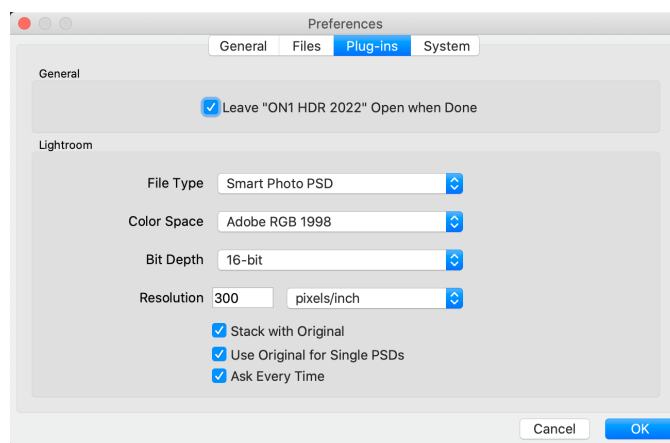 Preferences
General Files Plug-ins System
General
Leave "ON1 HDR 2022" Open when Done
Lightroom
File Type Smart Photo PSD
Color Space Adobe RGB 1998
Bit Depth 16-bit
Resolution 300 pixels/inch
Stack with Original
Use Original for Single PSDs
Ask Every Time
Cancel OK